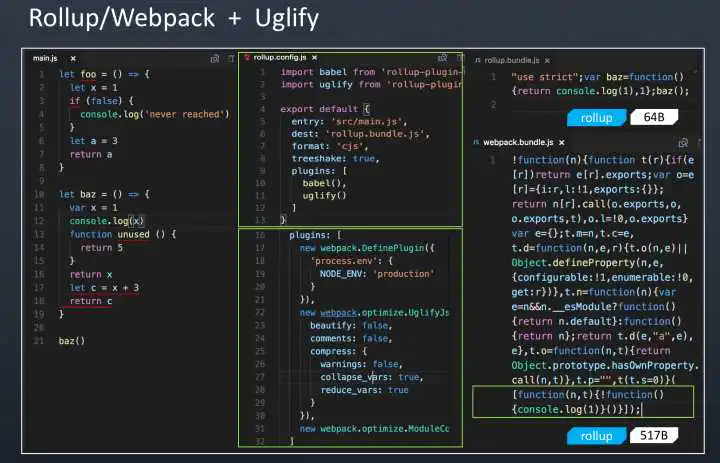 Rollup/Webpack + Uglify
main.js ×
1 let foo = () => {
2 let x = 1
3 if (false) {
4 console.log('never reached')
5 }
6 let a = 3
7 return a
8 }
9
10 let baz = () => {
11 var x = 1
12 console.log(x)
13 function unused () {
14 return 5
15 }
16 return x
17 let c = x + 3
18 return c
19 }
20
21 baz()
rollup.config.js ×
1 import babel from 'rollup-plugin-
2 import uglify from 'rollup-plugin
3
4 export default {
5 entry: 'src/main.js',
6 dest: 'rollup.bundle.js',
7 format: 'cjs',
8 treeshake: true,
9 plugins: [
10 babel(),
11 uglify()
12 ]
13 }
16 plugins: [
17 new webpack.DefinePlugin({
18 'process.env': {
19 NODE_ENV: 'production'
20 }
21 }),
22 new webpack.optimize.UglifyJs
23 beautify: false,
24 comments: false,
25 compress: {
26 warnings: false,
27 collapse_vars: true,
28 reduce_vars: true
29 }
30 }),
31 new webpack.optimize.ModuleCc
32 ]
rollup.bundle.js ×
1 "use strict";var baz=function()
{return console.log(1),1};baz();
2
rollup 64B
webpack.bundle.js ×
1 !function(n){function t(r){if(e
[r])return e[r].exports;var o=e
[r]={i:r,l:!1,exports:{}};
return n[r].call(o.exports,o,
o.exports,t),o.l=!0,o.exports}
var e={};t.m=n,t.c=e,
t.d=function(n,e,r){t.o(n,e)||
Object.defineProperty(n,e,
{configurable:!1,enumerable:!0,
get:r})},t.n=function(n){var
e=n&&n.__esModule?function()
{return n.default}:function()
{return n};return t.d(e,"a",e),
e},t.o=function(n,t){return
Object.prototype.hasOwnProperty.
call(n,t)},t.p="",t(t.s=0)}(
[function(n,t){!function()
{console.log(1)}()}]);
rollup 517B